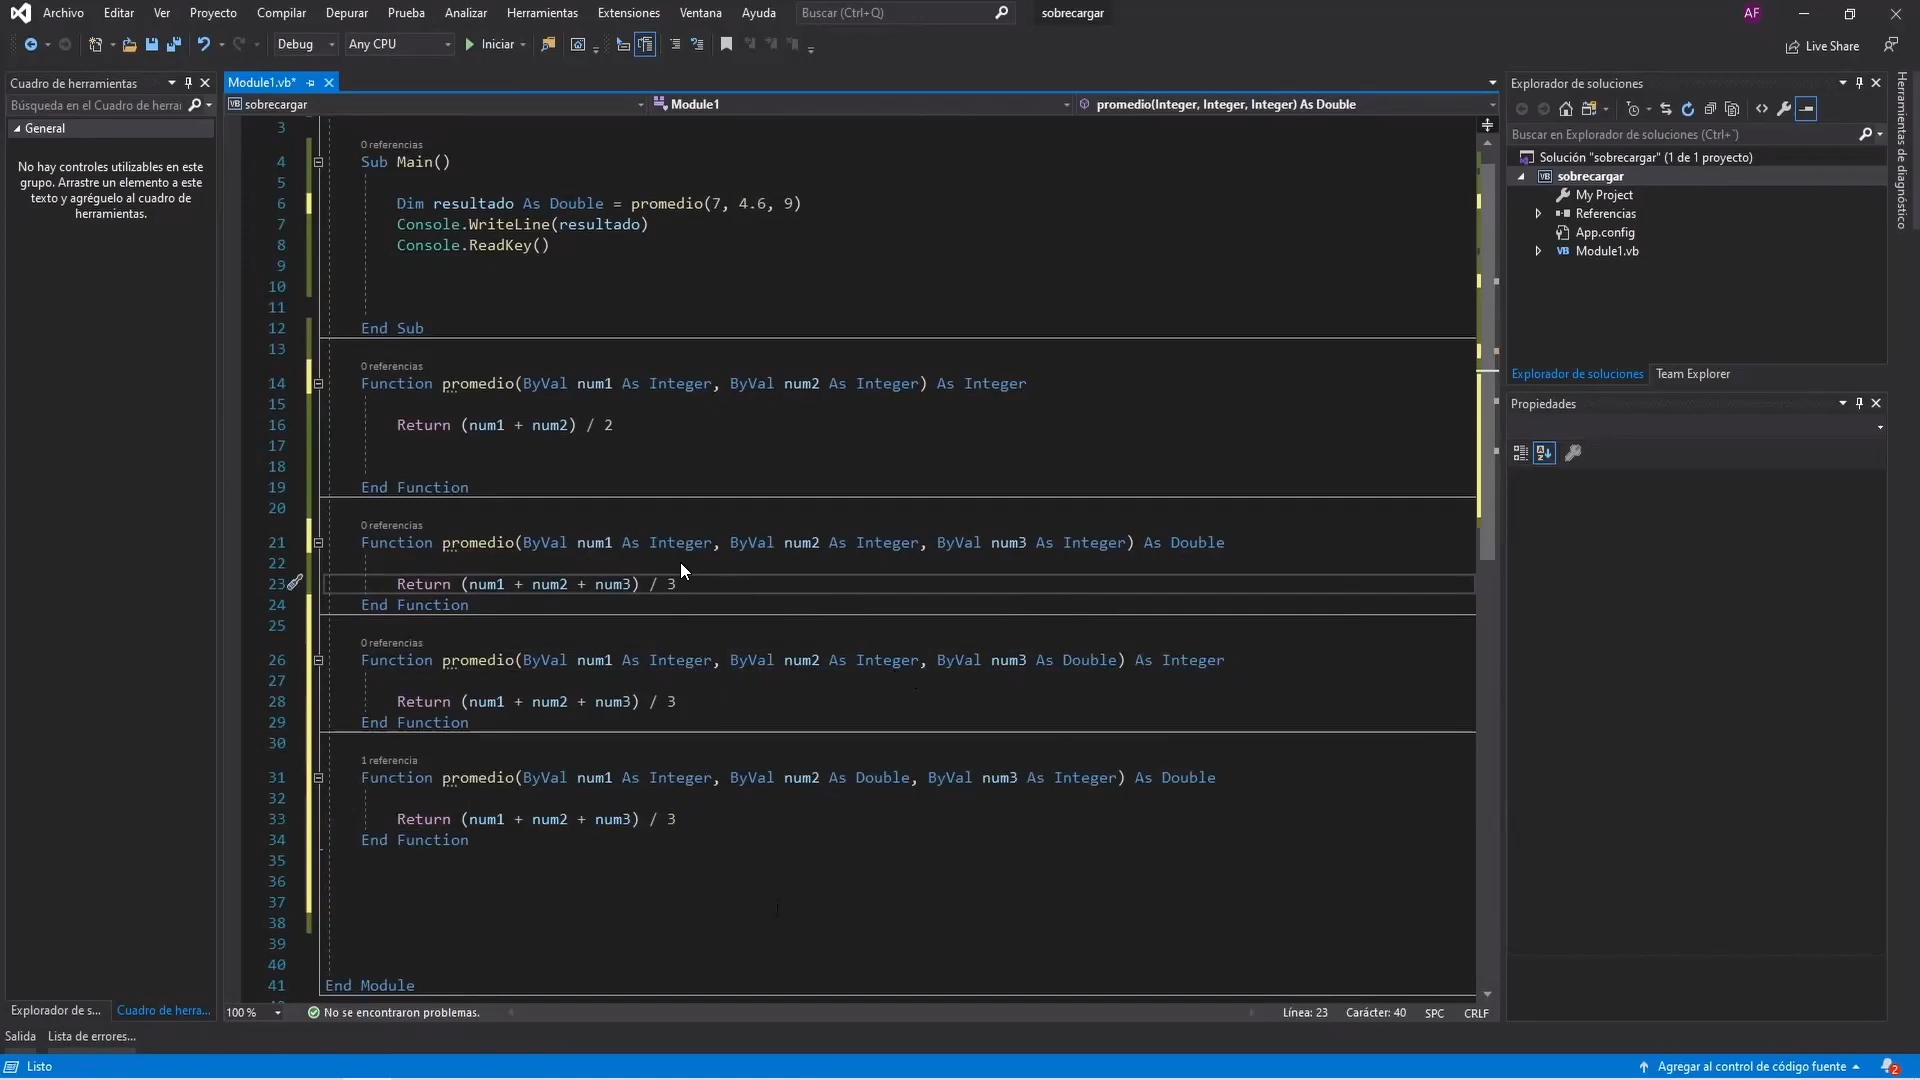 Archivo Editar Ver Proyecto Compilar Depurar Prueba Analizar Herramientas Extensiones Ventana Ayuda Buscar (Ctrl+Q) sobrecargar AF
Debug Any CPU Iniciar Live Share
Cuadro de herramientas
Búsqueda en el Cuadro de herrar
General
No hay controles utilizables en este
grupo. Arrastre un elemento a este
texto y agréguelo al cuadro de
herramientas.
Module1.vb*
VB sobrecargar Module1 promedio(Integer, Integer, Integer) As Double
3
0 referencias
4 Sub Main()
5
6 Dim resultado As Double = promedio(7, 4.6, 9)
7 Console.WriteLine(resultado)
8 Console.ReadKey()
9
10
11
12 End Sub
13
0 referencias
14 Function promedio(ByVal num1 As Integer, ByVal num2 As Integer) As Integer
15
16 Return (num1 + num2) / 2
17
18
19 End Function
20
0 referencias
21 Function promedio(ByVal num1 As Integer, ByVal num2 As Integer, ByVal num3 As Integer) As Double
22
23 Return (num1 + num2 + num3) / 3
24 End Function
25
0 referencias
26 Function promedio(ByVal num1 As Integer, ByVal num2 As Integer, ByVal num3 As Double) As Integer
27
28 Return (num1 + num2 + num3) / 3
29 End Function
30
1 referencia
31 Function promedio(ByVal num1 As Integer, ByVal num2 As Double, ByVal num3 As Integer) As Double
32
33 Return (num1 + num2 + num3) / 3
34 End Function
35
36
37
38
39
40
41 End Module
100 % No se encontraron problemas. Línea: 23 Carácter: 40 SPC CRLF
Explorador de soluciones
Buscar en Explorador de soluciones (Ctrl+`)
Solución "sobrecargar" (1 de 1 proyecto)
VB sobrecargar
My Project
Referencias
App.config
VB Module1.vb
Explorador de soluciones Team Explorer
Propiedades
Herramientas de diagnóstico
Explorador de s... Cuadro de herra...
Salida Lista de errores...
Listo Agregar al control de código fuente 2